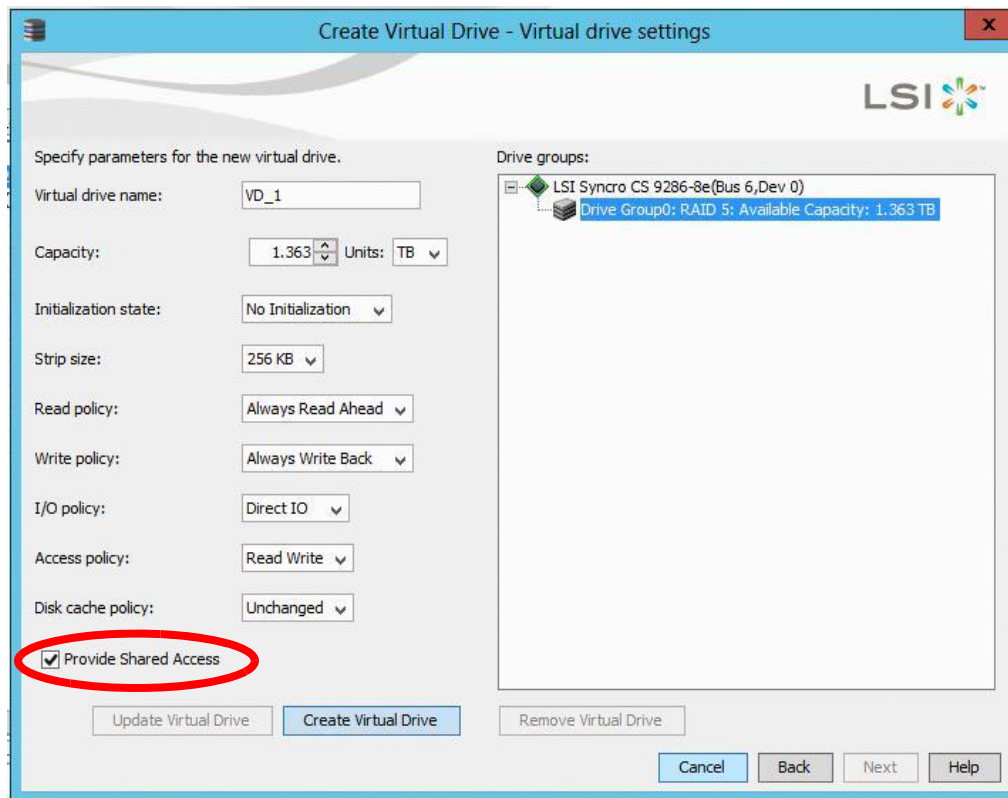 Create Virtual Drive - Virtual drive settings
x
LSI
Specify parameters for the new virtual drive.
Virtual drive name: VD_1
Capacity: 1.363 Units: TB
Initialization state: No Initialization
Strip size: 256 KB
Read policy: Always Read Ahead
Write policy: Always Write Back
I/O policy: Direct IO
Access policy: Read Write
Disk cache policy: Unchanged
Provide Shared Access
Drive groups:
LSI Syncro CS 9286-8e(Bus 6,Dev 0)
Drive Group0: RAID 5: Available Capacity: 1.363 TB
Update Virtual Drive Create Virtual Drive Remove Virtual Drive
Cancel Back Next Help